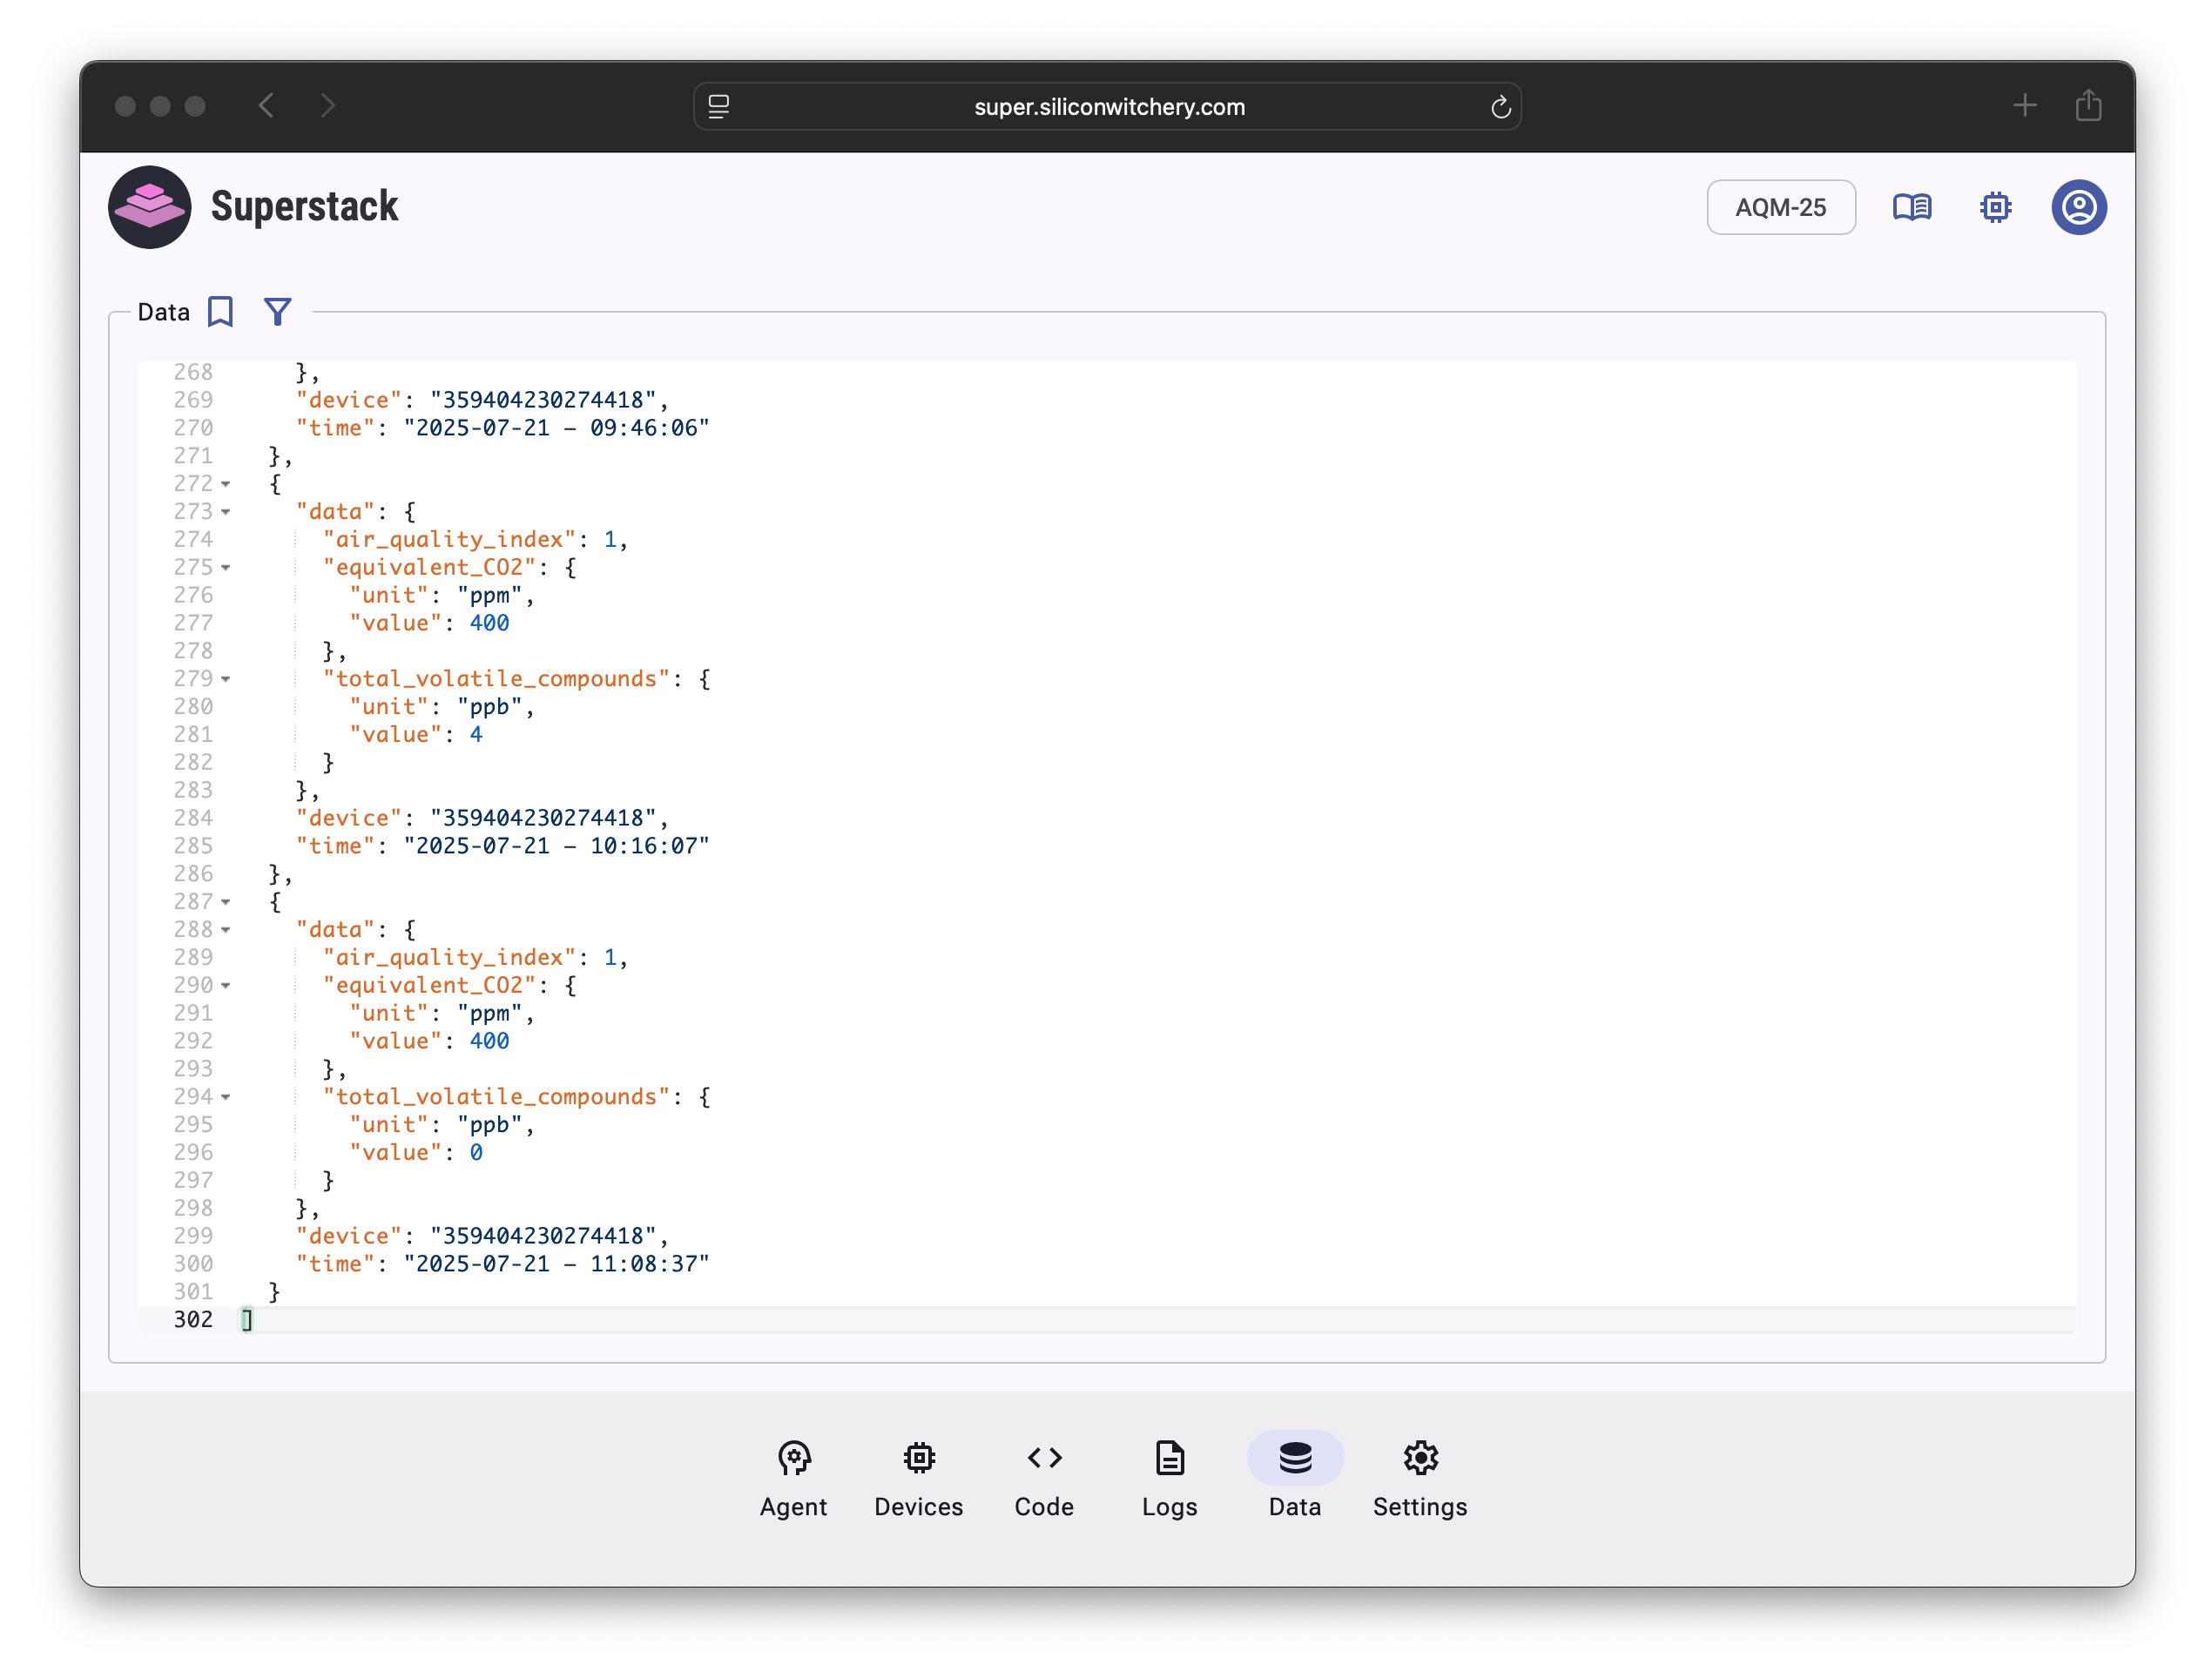 super.siliconwitchery.com
Superstack
AQM-25
Data
268 },
269 "device": "359404230274418",
270 "time": "2025-07-21 – 09:46:06"
271 },
272 {
273 "data": {
274 "air_quality_index": 1,
275 "equivalent_CO2": {
276 "unit": "ppm",
277 "value": 400
278 },
279 "total_volatile_compounds": {
280 "unit": "ppb",
281 "value": 4
282 }
283 },
284 "device": "359404230274418",
285 "time": "2025-07-21 – 10:16:07"
286 },
287 {
288 "data": {
289 "air_quality_index": 1,
290 "equivalent_CO2": {
291 "unit": "ppm",
292 "value": 400
293 },
294 "total_volatile_compounds": {
295 "unit": "ppb",
296 "value": 0
297 }
298 },
299 "device": "359404230274418",
300 "time": "2025-07-21 – 11:08:37"
301 }
302 ]
Agent
Devices
Code
Logs
Data
Settings